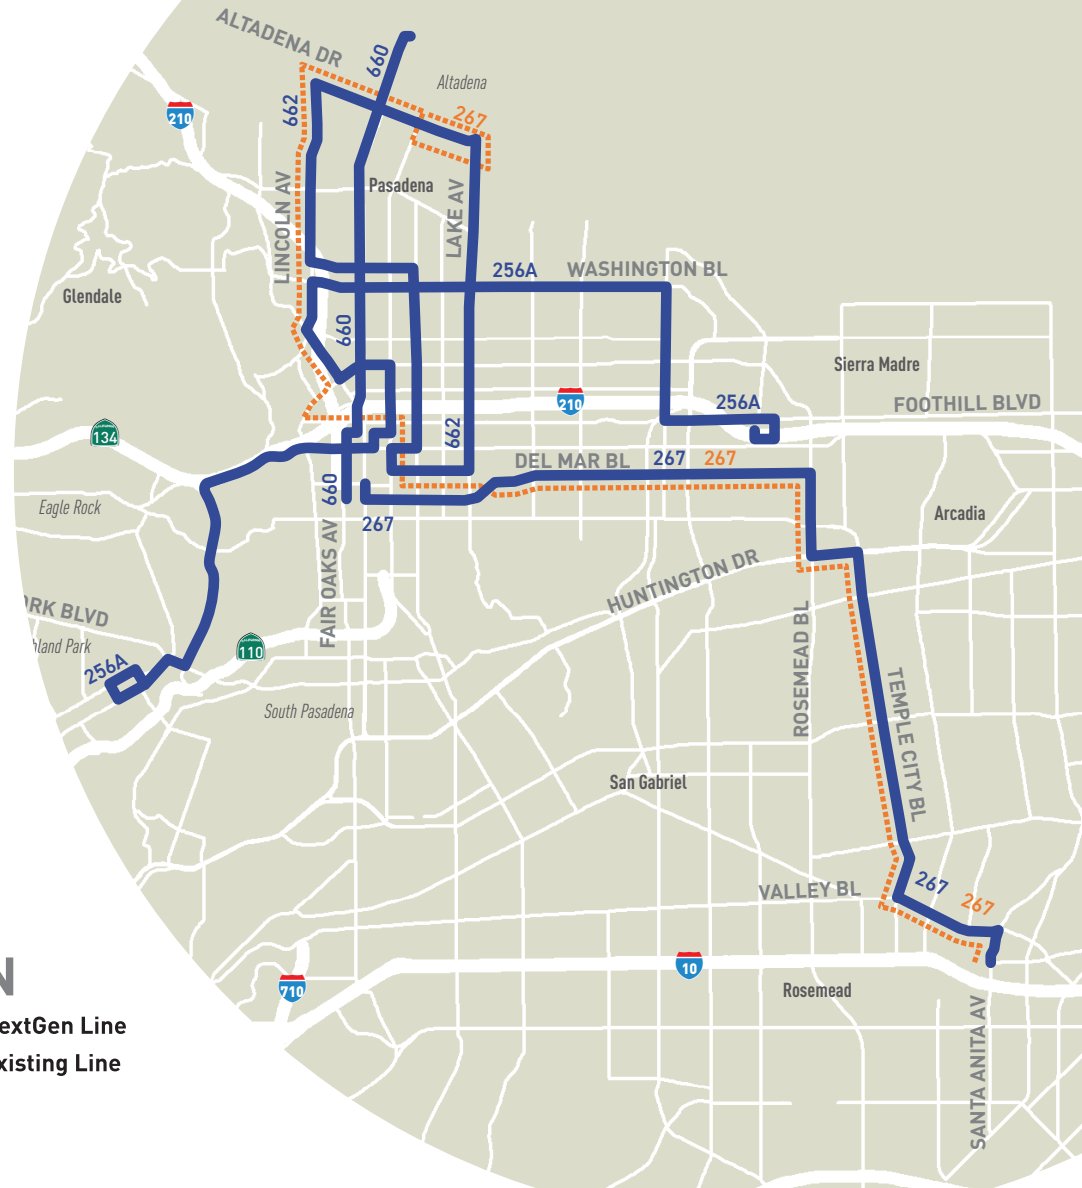 ALTADENA DR
660
Altadena
662
267
210
LINCOLN AV
Pasadena
LAKE AV
256A
WASHINGTON BL
Glendale
660
Sierra Madre
210
256A
FOOTHILL BLVD
134
662
DEL MAR BL
267
267
660
267
Eagle Rock
Arcadia
FAIR OAKS AV
HUNTINGTON DR
ORK BLVD
hland Park
110
256A
ROSEMEAD BL
TEMPLE CITY BL
South Pasadena
San Gabriel
VALLEY BL
267
267
10
710
Rosemead
N
extGen Line
xisting Line
SANTA ANITA AV